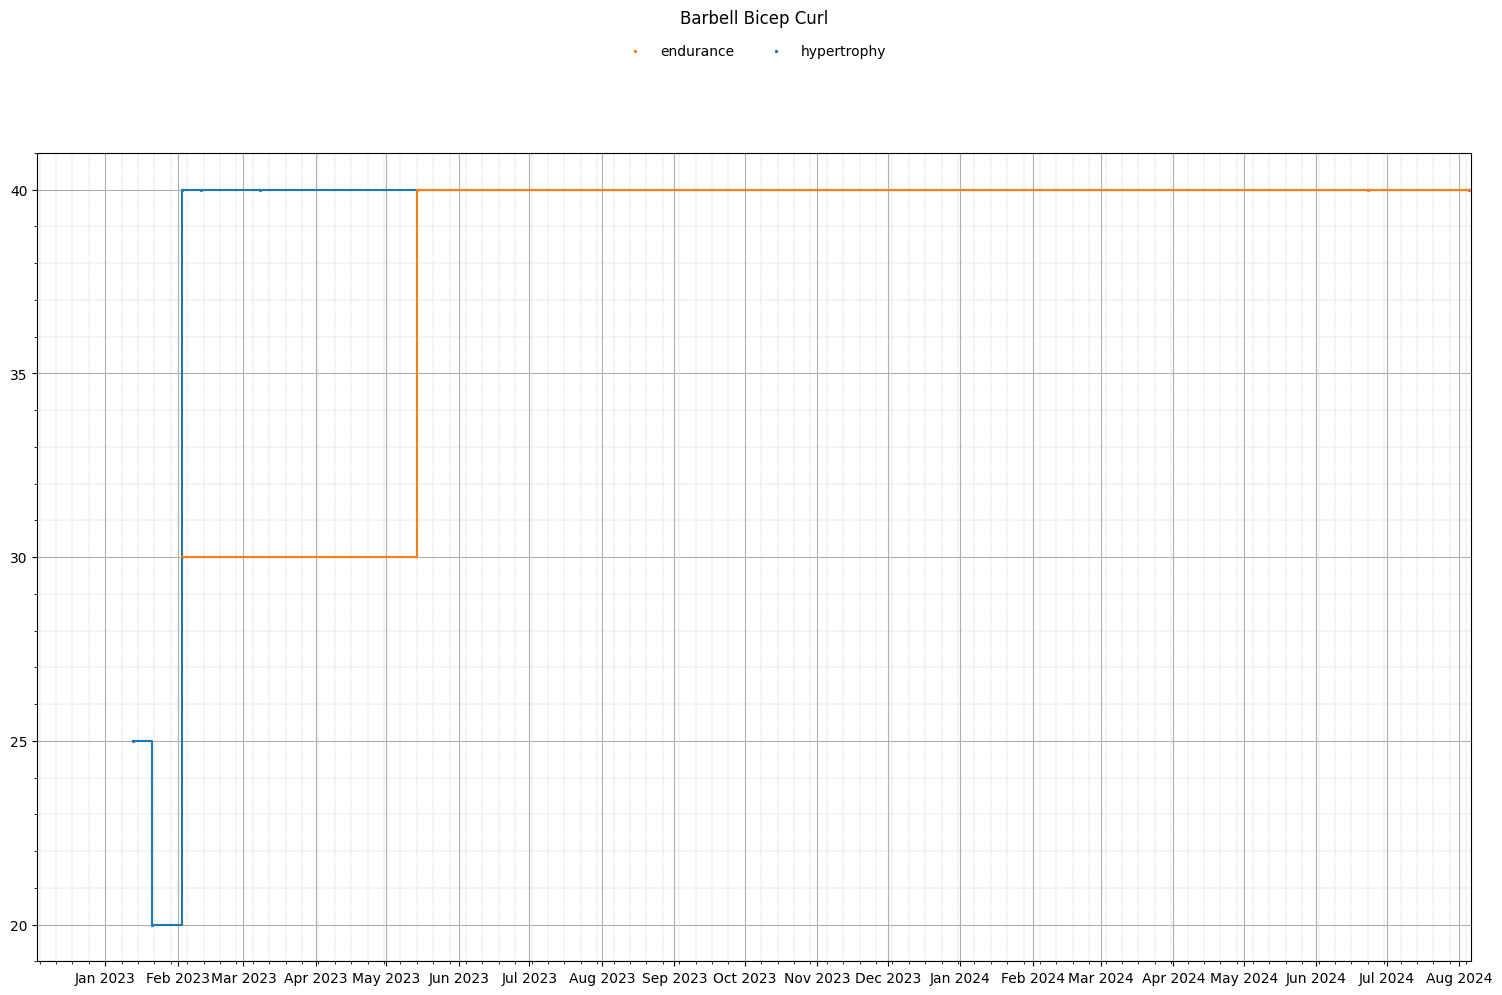 Barbell Bicep Curl
endurance hypertrophy
40
35
30
25
20
Jan 2023 Feb 2023 Mar 2023 Apr 2023 May 2023 Jun 2023 Jul 2023 Aug 2023 Sep 2023 Oct 2023 Nov 2023 Dec 2023 Jan 2024 Feb 2024 Mar 2024 Apr 2024 May 2024 Jun 2024 Jul 2024 Aug 2024